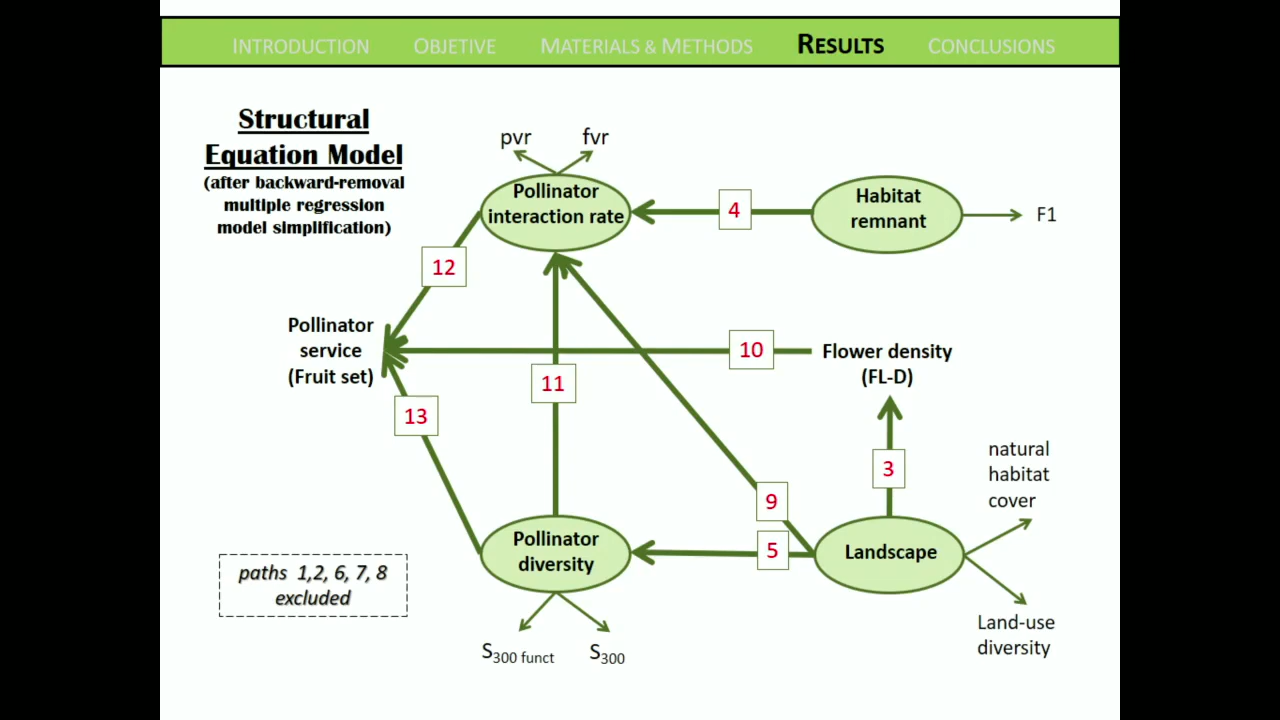 INTRODUCTION OBJETIVE MATERIALS & METHODS RESULTS CONCLUSIONS
Structural
Equation Model
(after backward-removal
multiple regression
model simplification)
pvr fvr
Pollinator
interaction rate
4
Habitat
remnant
F1
12
Pollinator
service
(Fruit set)
10
Flower density
(FL-D)
11
13
3
natural
habitat
cover
9
5
Pollinator
diversity
Landscape
paths 1,2, 6, 7, 8
excluded
S300 funct S300
Land-use
diversity